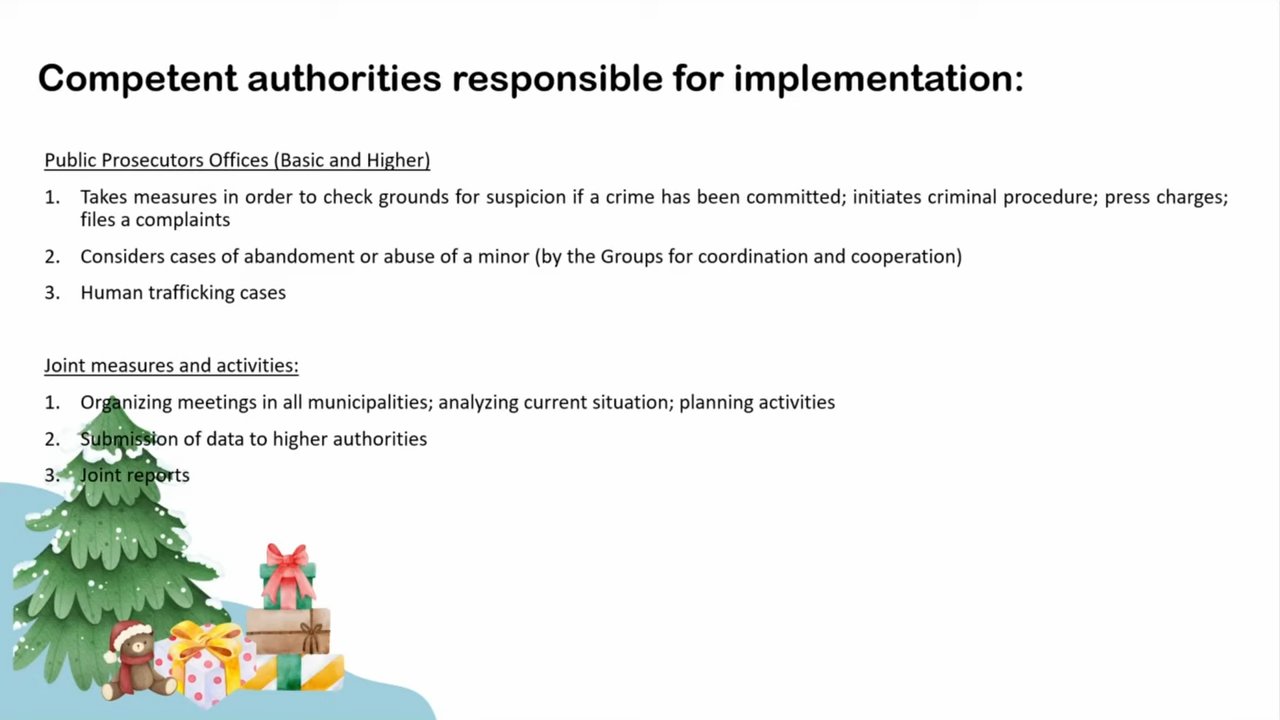 Competent authorities responsible for implementation:
Public Prosecutors Offices (Basic and Higher)
1. Takes measures in order to check grounds for suspicion if a crime has been committed; initiates criminal procedure; press charges;
files a complaints
2. Considers cases of abandoment or abuse of a minor (by the Groups for coordination and cooperation)
3. Human trafficking cases
Joint measures and activities:
1. Organizing meetings in all municipalities; analyzing current situation; planning activities
2. Submission of data to higher authorities
3. Joint reports